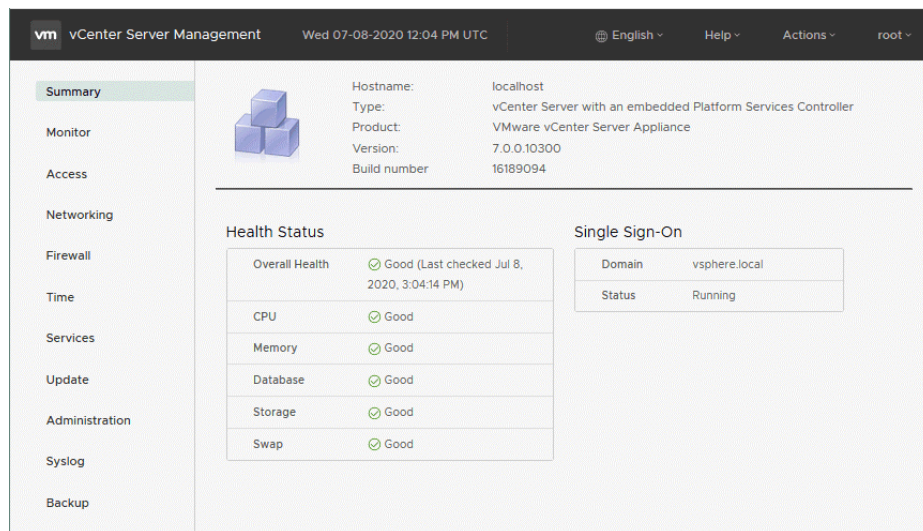 vm vCenter Server Management Wed 07-08-2020 12:04 PM UTC English Help Actions root
Summary
Monitor
Access
Networking
Firewall
Time
Services
Update
Administration
Syslog
Backup
Hostname: localhost
Type: vCenter Server with an embedded Platform Services Controller
Product: VMware vCenter Server Appliance
Version: 7.0.0.10300
Build number 16189094
Health Status
Overall Health Good (Last checked Jul 8,
2020, 3:04:14 PM)
CPU Good
Memory Good
Database Good
Storage Good
Swap Good
Single Sign-On
Domain vsphere.local
Status Running